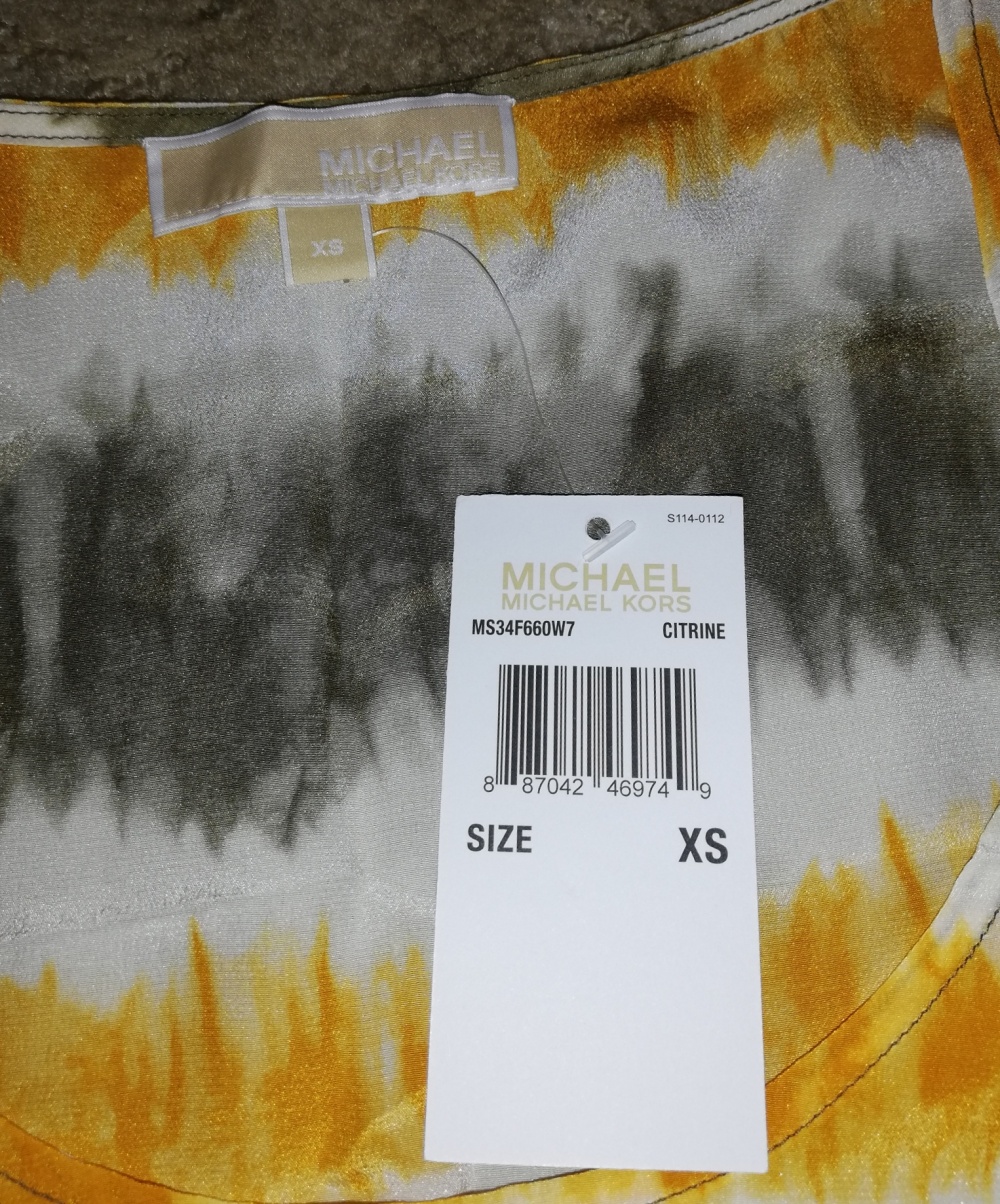 MICHAEL
MICHAEL KORS
XS
S114-0112
MICHAEL
MICHAEL KORS
MS34F660W7 CITRINE
8 87042 46974 9
SIZE XS